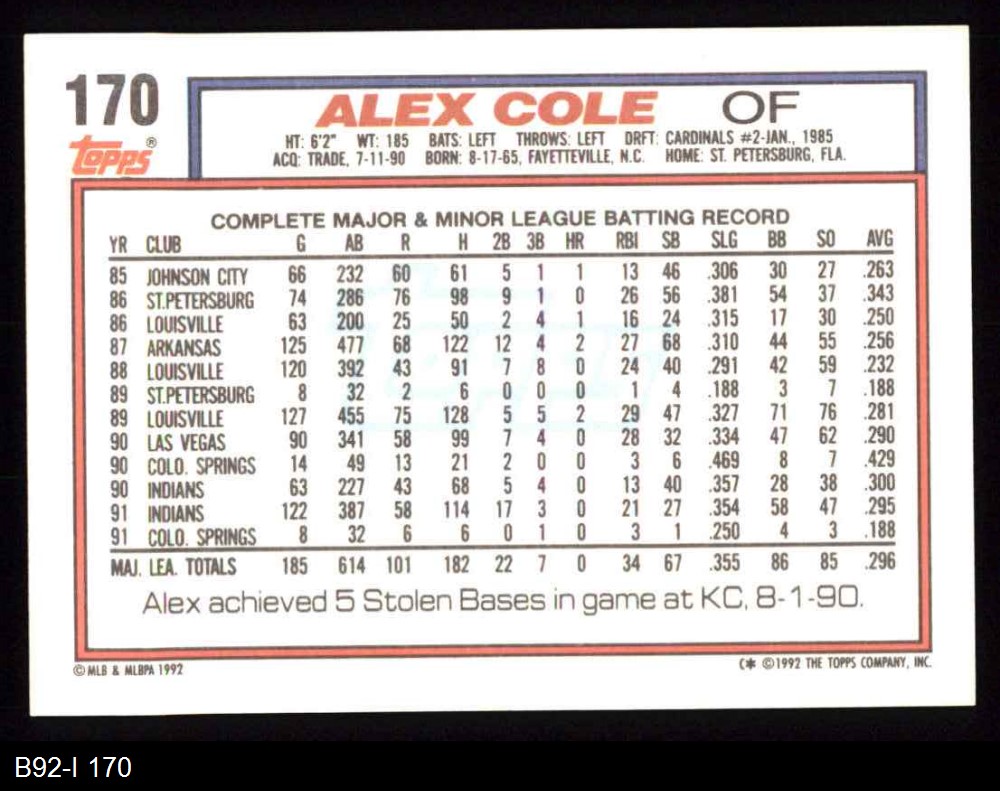 170
Topps®
ALEX COLE OF
HT: 6'2" WT: 185 BATS: LEFT THROWS: LEFT DRFT: CARDINALS #2-JAN., 1985
ACQ: TRADE, 7-11-90 BORN: 8-17-65, FAYETTEVILLE, N.C. HOME: ST. PETERSBURG, FLA.
COMPLETE MAJOR & MINOR LEAGUE BATTING RECORD
YR CLUB G AB R H 2B 3B HR RBI SB SLG BB SO AVG
85 JOHNSON CITY 66 232 60 61 5 1 1 13 46 .306 30 27 .263
86 ST.PETERSBURG 74 286 76 98 9 1 0 26 56 .381 54 37 .343
86 LOUISVILLE 63 200 25 50 2 4 1 16 24 .315 17 30 .250
87 ARKANSAS 125 477 68 122 12 4 2 27 68 .310 44 55 .256
88 LOUISVILLE 120 392 43 91 7 8 0 24 40 .291 42 59 .232
89 ST.PETERSBURG 8 32 2 6 0 0 0 1 4 .188 3 7 .188
89 LOUISVILLE 127 455 75 128 5 5 2 29 47 .327 71 76 .281
90 LAS VEGAS 90 341 58 99 7 4 0 28 32 .334 47 62 .290
90 COLO. SPRINGS 14 49 13 21 2 0 0 3 6 .469 8 7 .429
90 INDIANS 63 227 43 68 5 4 0 13 40 .357 28 38 .300
91 INDIANS 122 387 58 114 17 3 0 21 27 .354 58 47 .295
91 COLO. SPRINGS 8 32 6 6 0 1 0 3 1 .250 4 3 .188
MAJ. LEA. TOTALS 185 614 101 182 22 7 0 34 67 .355 86 85 .296
Alex achieved 5 Stolen Bases in game at KC, 8-1-90.
© MLB & MLBPA 1992
(* ©1992 THE TOPPS COMPANY, INC.
B92-I 170